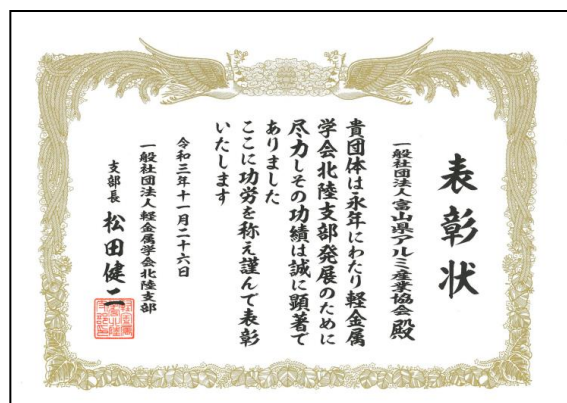 表彰状
一般社団法人富山県アルミ産業協会 殿
貴団体は永年にわたり軽金属
学会北陸支部発展のために
尽力しその功績は誠に顕著で
ありました
ここに功労を称え謹んで表彰
いたします
令和三年十一月二十六日
一般社団法人軽金属学会北陸支部
支部長 松田健二